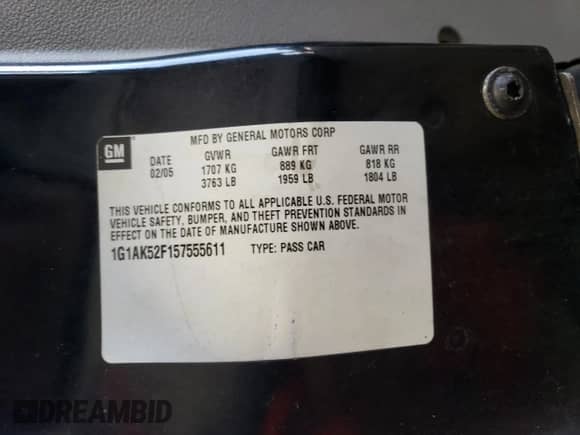 GM
MFD BY GENERAL MOTORS CORP
DATE GVWR GAWR FRT GAWR RR
02/05 1707 KG 889 KG 818 KG
3763 LB 1959 LB 1804 LB
THIS VEHICLE CONFORMS TO ALL APPLICABLE U.S. FEDERAL MOTOR
VEHICLE SAFETY, BUMPER, AND THEFT PREVENTION STANDARDS IN
EFFECT ON THE DATE OF MANUFACTURE SHOWN ABOVE.
1G1AK52F157555611 TYPE: PASS CAR
DREAMBID